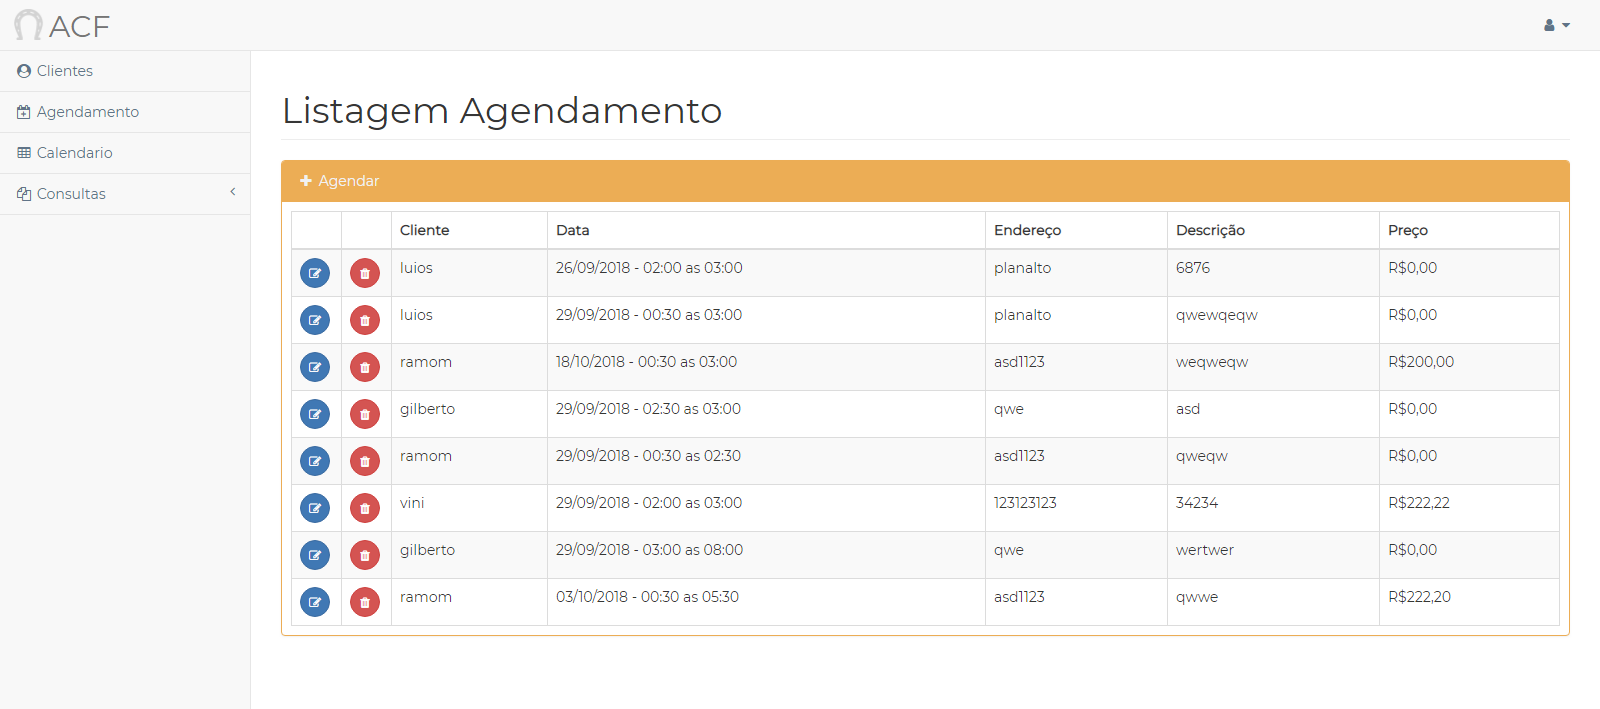 ACF
Clientes
Agendamento
Calendario
Consultas
Listagem Agendamento
Agendar
Cliente Data Endereço Descrição Preço
luios 26/09/2018 - 02:00 as 03:00 planalto 6876 R$0,00
luios 29/09/2018 - 00:30 as 03:00 planalto qwewqeqw R$0,00
ramom 18/10/2018 - 00:30 as 03:00 asd1123 weqweqw R$200,00
gilberto 29/09/2018 - 02:30 as 03:00 qwe asd R$0,00
ramom 29/09/2018 - 00:30 as 02:30 asd1123 qweqw R$0,00
vini 29/09/2018 - 02:00 as 03:00 123123123 34234 R$222,22
gilberto 29/09/2018 - 03:00 as 08:00 qwe wertwer R$0,00
ramom 03/10/2018 - 00:30 as 05:30 asd1123 qwwe R$222,20